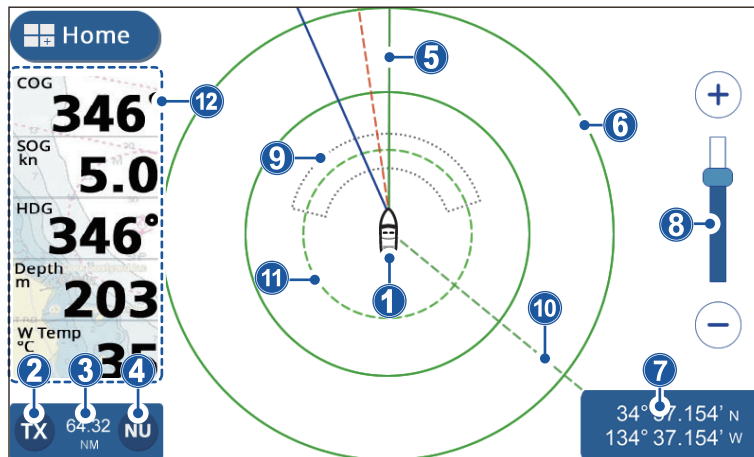 Home
COG
346°
12
SOG
kn
5.0
HDG
346°
Depth
m
203
W Temp
°C
35
2
3
4
TX
64.32
NM
NU
5
6
9
8
11
1
10
7
34° 37.154’ N
134° 37.154’ W